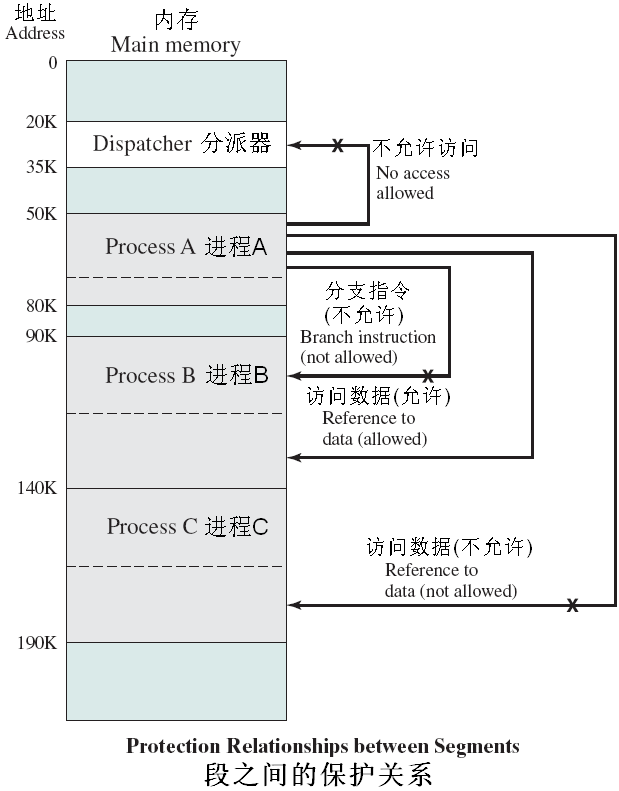 地址
Address
内存
Main memory
0
20K
Dispatcher 分派器
35K
不允许访问
No access
allowed
50K
Process A 进程A
80K
90K
分支指令
(不允许)
Branch instruction
(not allowed)
x
Process B 进程B
x
访问数据(允许)
Reference to
data (allowed)
140K
Process C 进程C
访问数据(不允许)
Reference to
data (not allowed)
x
190K
Protection Relationships between Segments
段之间的保护关系